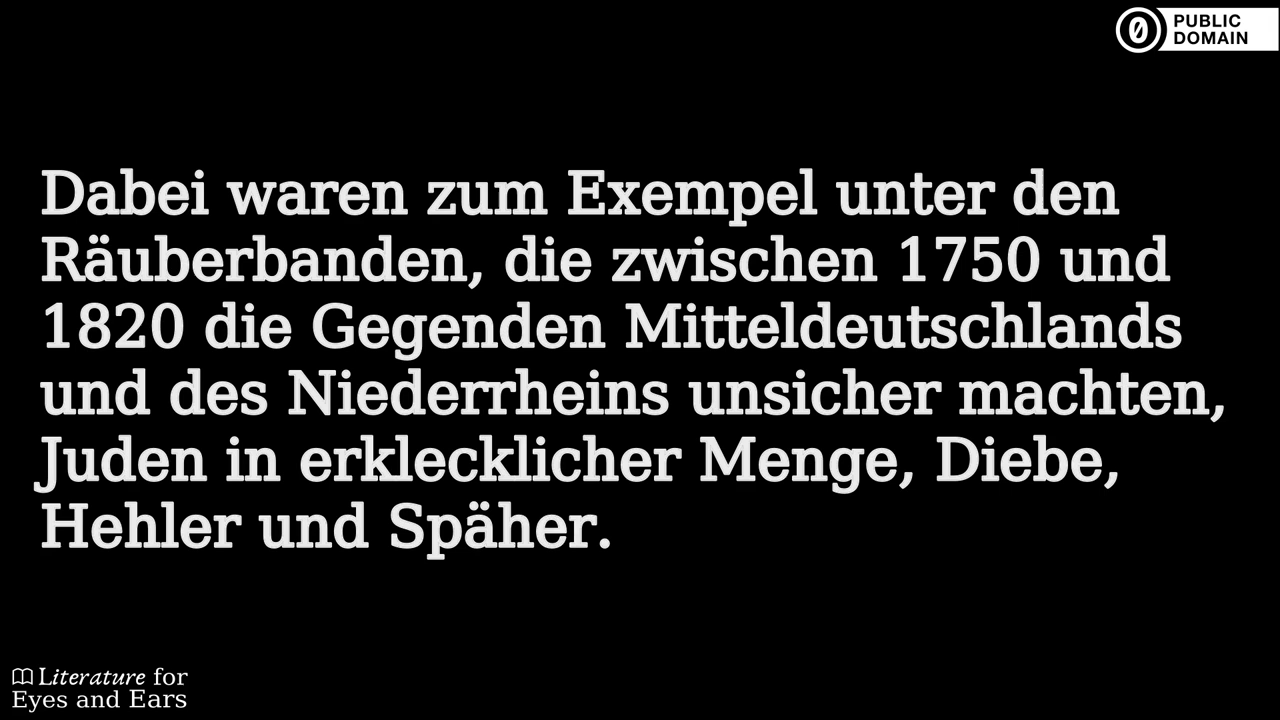 PUBLIC
DOMAIN
Dabei waren zum Exempel unter den
Räuberbanden, die zwischen 1750 und
1820 die Gegenden Mitteldeutschlands
und des Niederrheins unsicher machten,
Juden in erklecklicher Menge, Diebe,
Hehler und Späher.
Literature for
Eyes and Ears